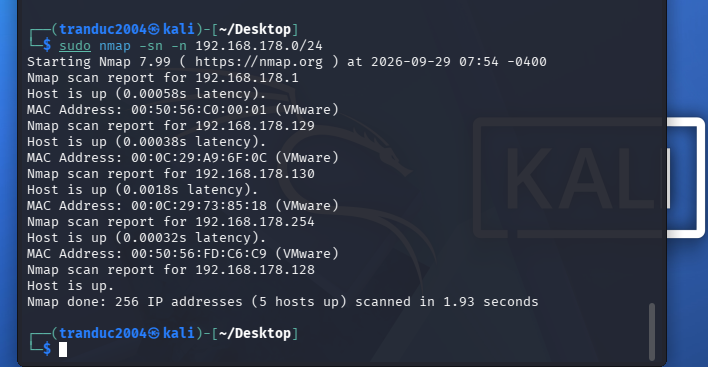 ┌──(tranduc2004㉿kali)-[~/Desktop]
└─$ sudo nmap -sn -n 192.168.178.0/24
Starting Nmap 7.99 ( https://nmap.org ) at 2026-09-29 07:54 -0400
Nmap scan report for 192.168.178.1
Host is up (0.00058s latency).
MAC Address: 00:50:56:C0:00:01 (VMware)
Nmap scan report for 192.168.178.129
Host is up (0.00038s latency).
MAC Address: 00:0C:29:A9:6F:0C (VMware)
Nmap scan report for 192.168.178.130
Host is up (0.0018s latency).
MAC Address: 00:0C:29:73:85:18 (VMware)
Nmap scan report for 192.168.178.254
Host is up (0.00032s latency).
MAC Address: 00:50:56:FD:C6:C9 (VMware)
Nmap scan report for 192.168.178.128
Host is up.
Nmap done: 256 IP addresses (5 hosts up) scanned in 1.93 seconds
┌──(tranduc2004㉿kali)-[~/Desktop]
└─$
KALI